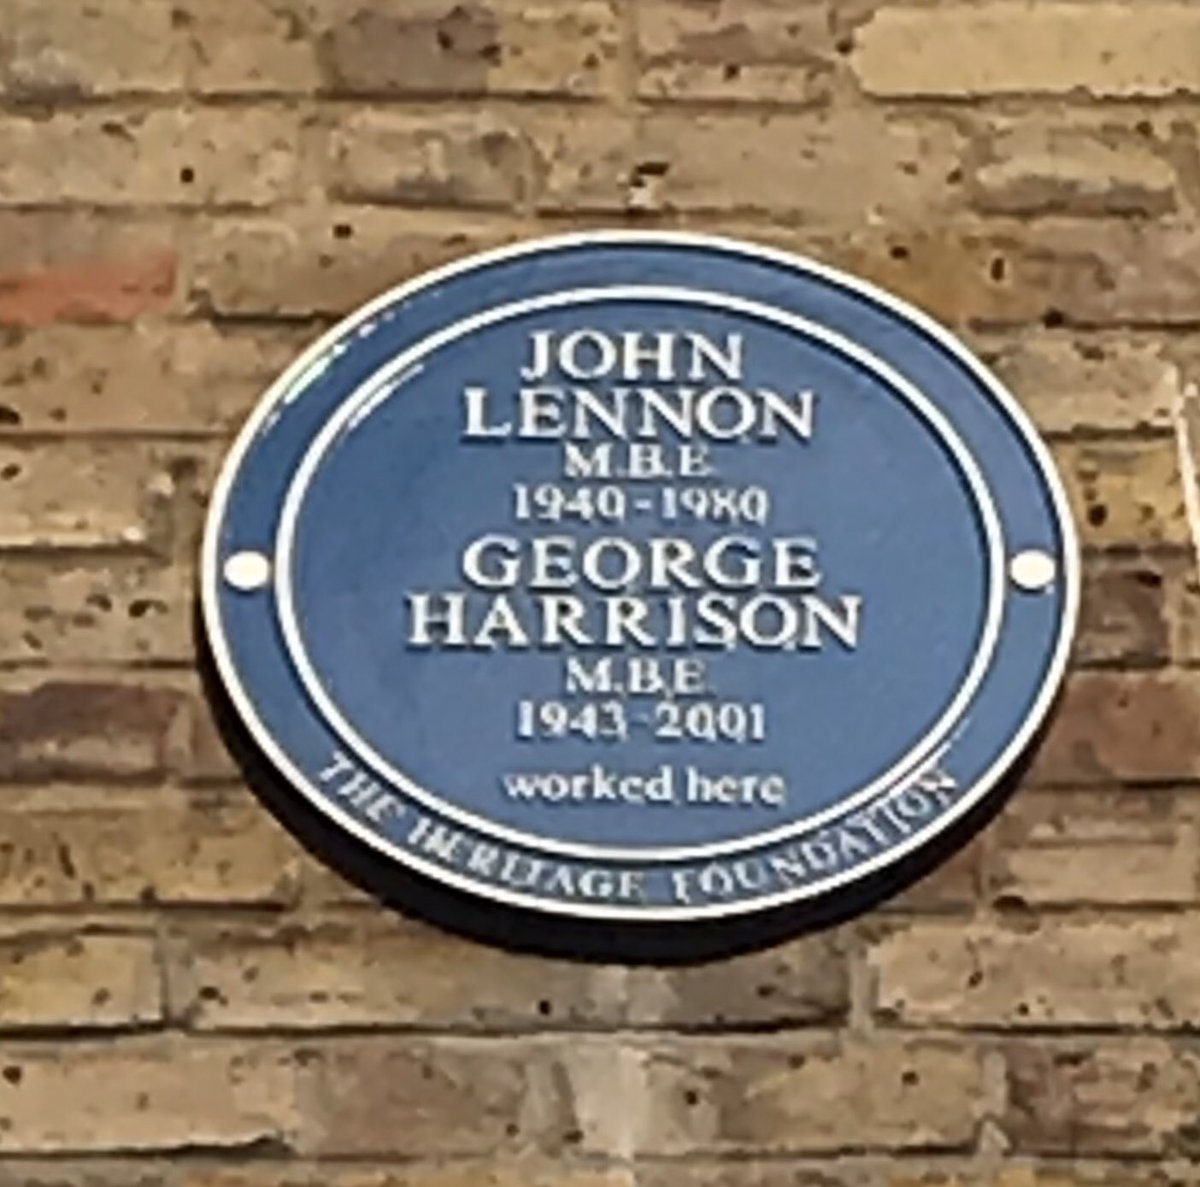 JOHN
LENNON
M.B.E.
1940-1980
GEORGE
HARRISON
M.B.E.
1943-2001
worked here
THE HERITAGE FOUNDATION